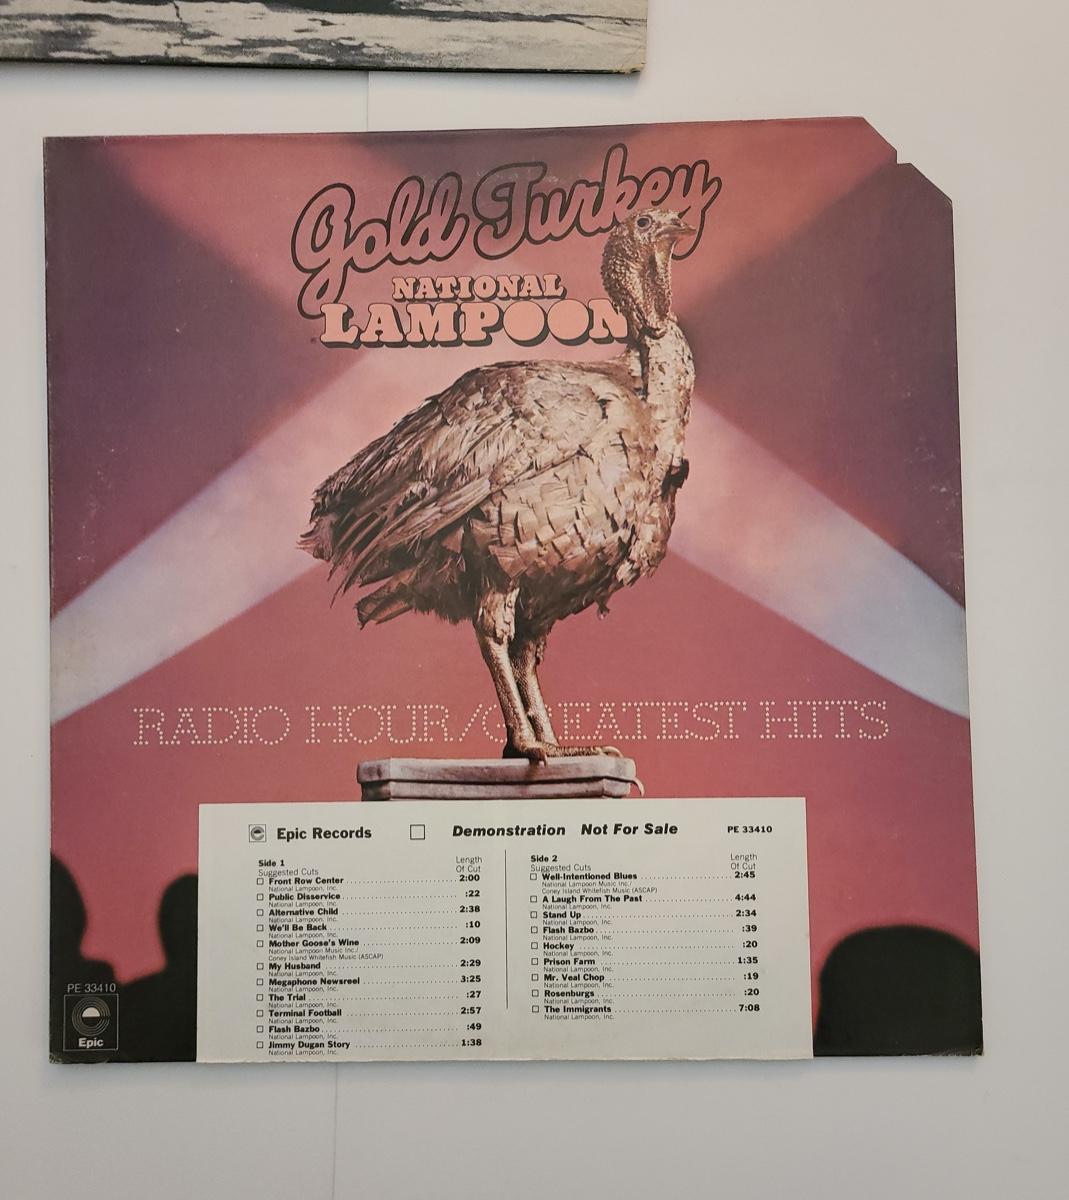 Gold Turkey
NATIONAL
LAMPOON
RADIO HOUR/GREATEST HITS
Epic Records Demonstration Not For Sale PE 33410
Side 1 Length
Suggested Cuts Of Cut
Front Row Center 2:00
National Lampoon, Inc.
Public Disservice :22
National Lampoon, Inc.
Alternative Child 2:38
National Lampoon, Inc.
We'll Be Back :10
National Lampoon, Inc.
Mother Goose's Wine 2:09
National Lampoon Music Inc./
Coney Island Whitefish Music (ASCAP)
My Husband 2:29
National Lampoon, Inc.
Megaphone Newsreel 3:25
National Lampoon, Inc.
The Trial :27
National Lampoon, Inc.
Terminal Football 2:57
National Lampoon, Inc.
Flash Bazbo :49
National Lampoon, Inc.
Jimmy Dugan Story 1:38
National Lampoon, Inc.
Side 2 Length
Suggested Cuts Of Cut
Well-Intentioned Blues 2:45
National Lampoon Music Inc./
Coney Island Whitefish Music (ASCAP)
A Laugh From The Past 4:44
National Lampoon, Inc.
Stand Up 2:34
National Lampoon, Inc.
Flash Bazbo :39
National Lampoon, Inc.
Hockey :20
National Lampoon, Inc.
Prison Farm 1:35
National Lampoon, Inc.
Mr. Veal Chop :19
National Lampoon, Inc.
Rosenburgs :20
National Lampoon, Inc.
The Immigrants 7:08
National Lampoon, Inc.
PE 33410
Epic